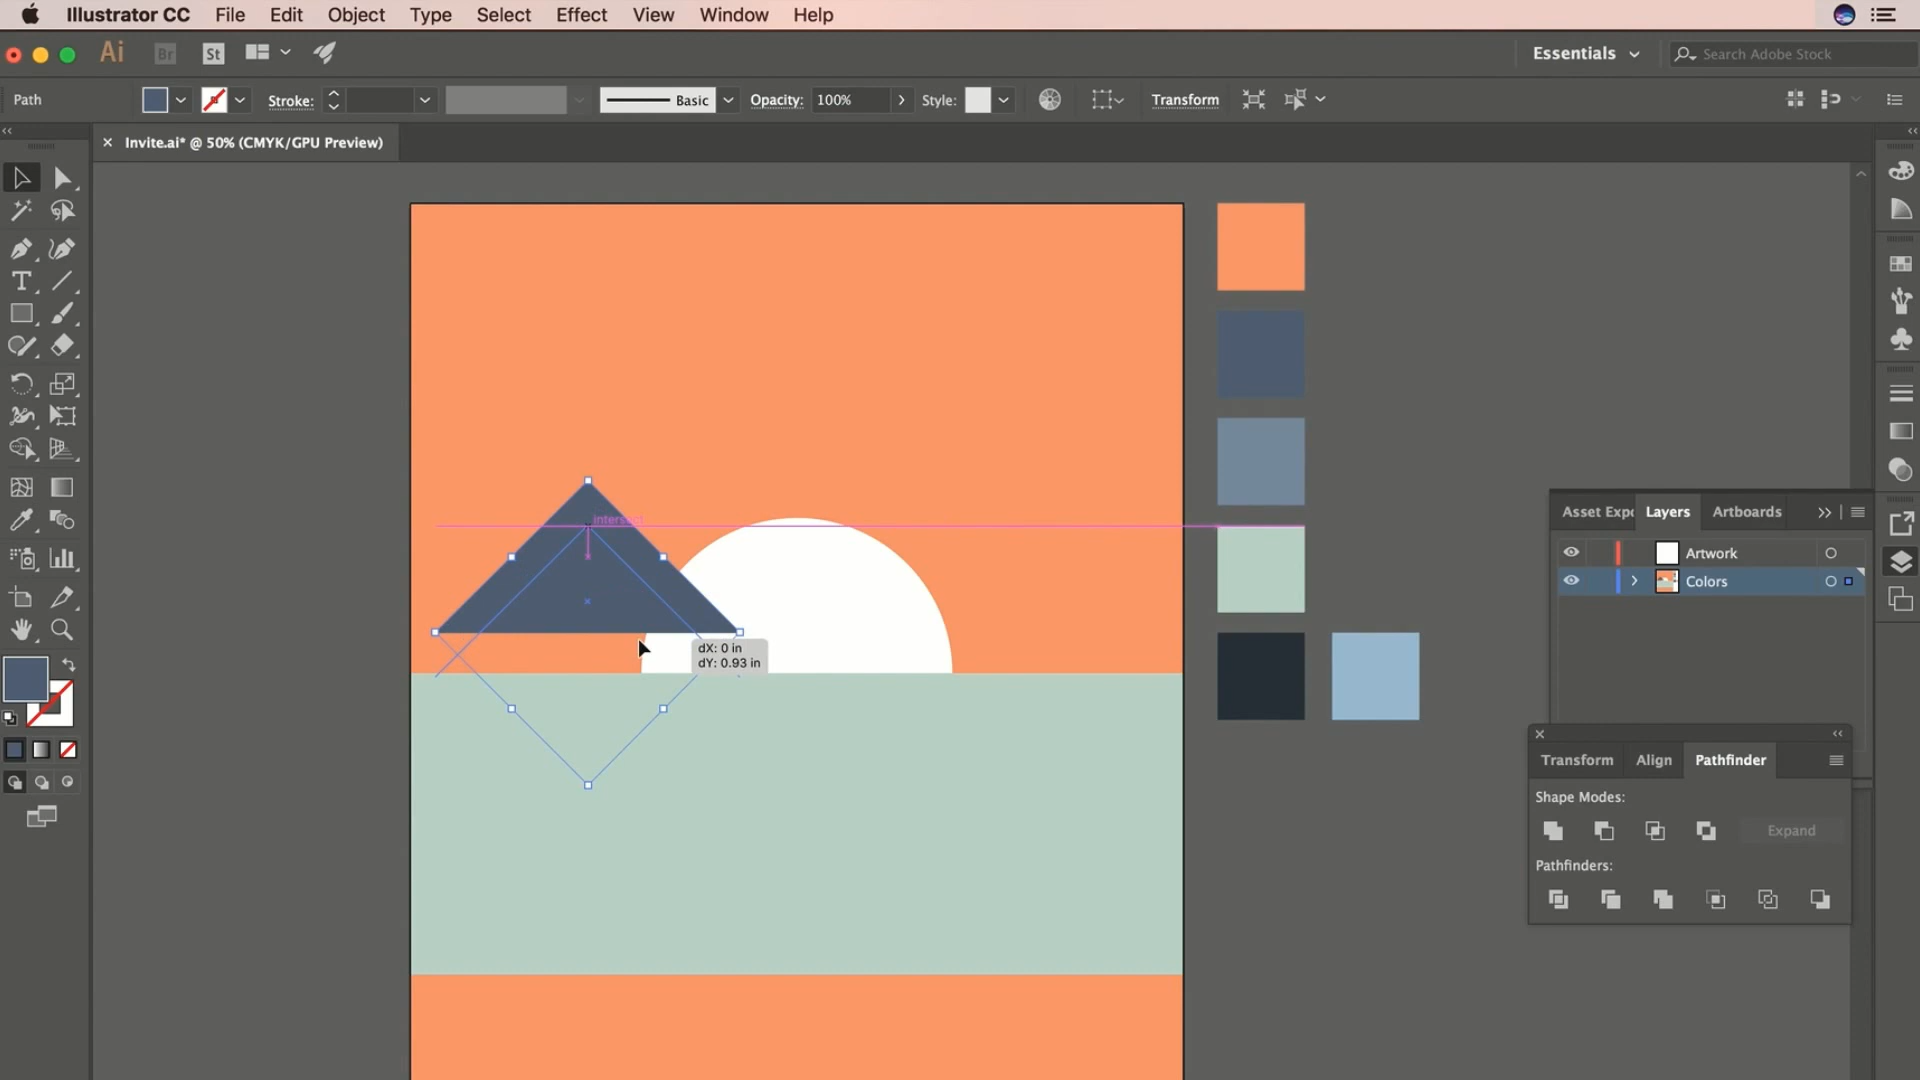 Illustrator CC File Edit Object Type Select Effect View Window Help
Ai Br St Essentials Search Adobe Stock
Path Stroke: Basic Opacity: 100% Style: Transform
× Invite.ai* @ 50% (CMYK/GPU Preview)
Asset Expo Layers Artboards
Artwork
Colors
intersect
dX: 0 in
dY: 0.93 in
Transform Align Pathfinder
Shape Modes:
Expand
Pathfinders: